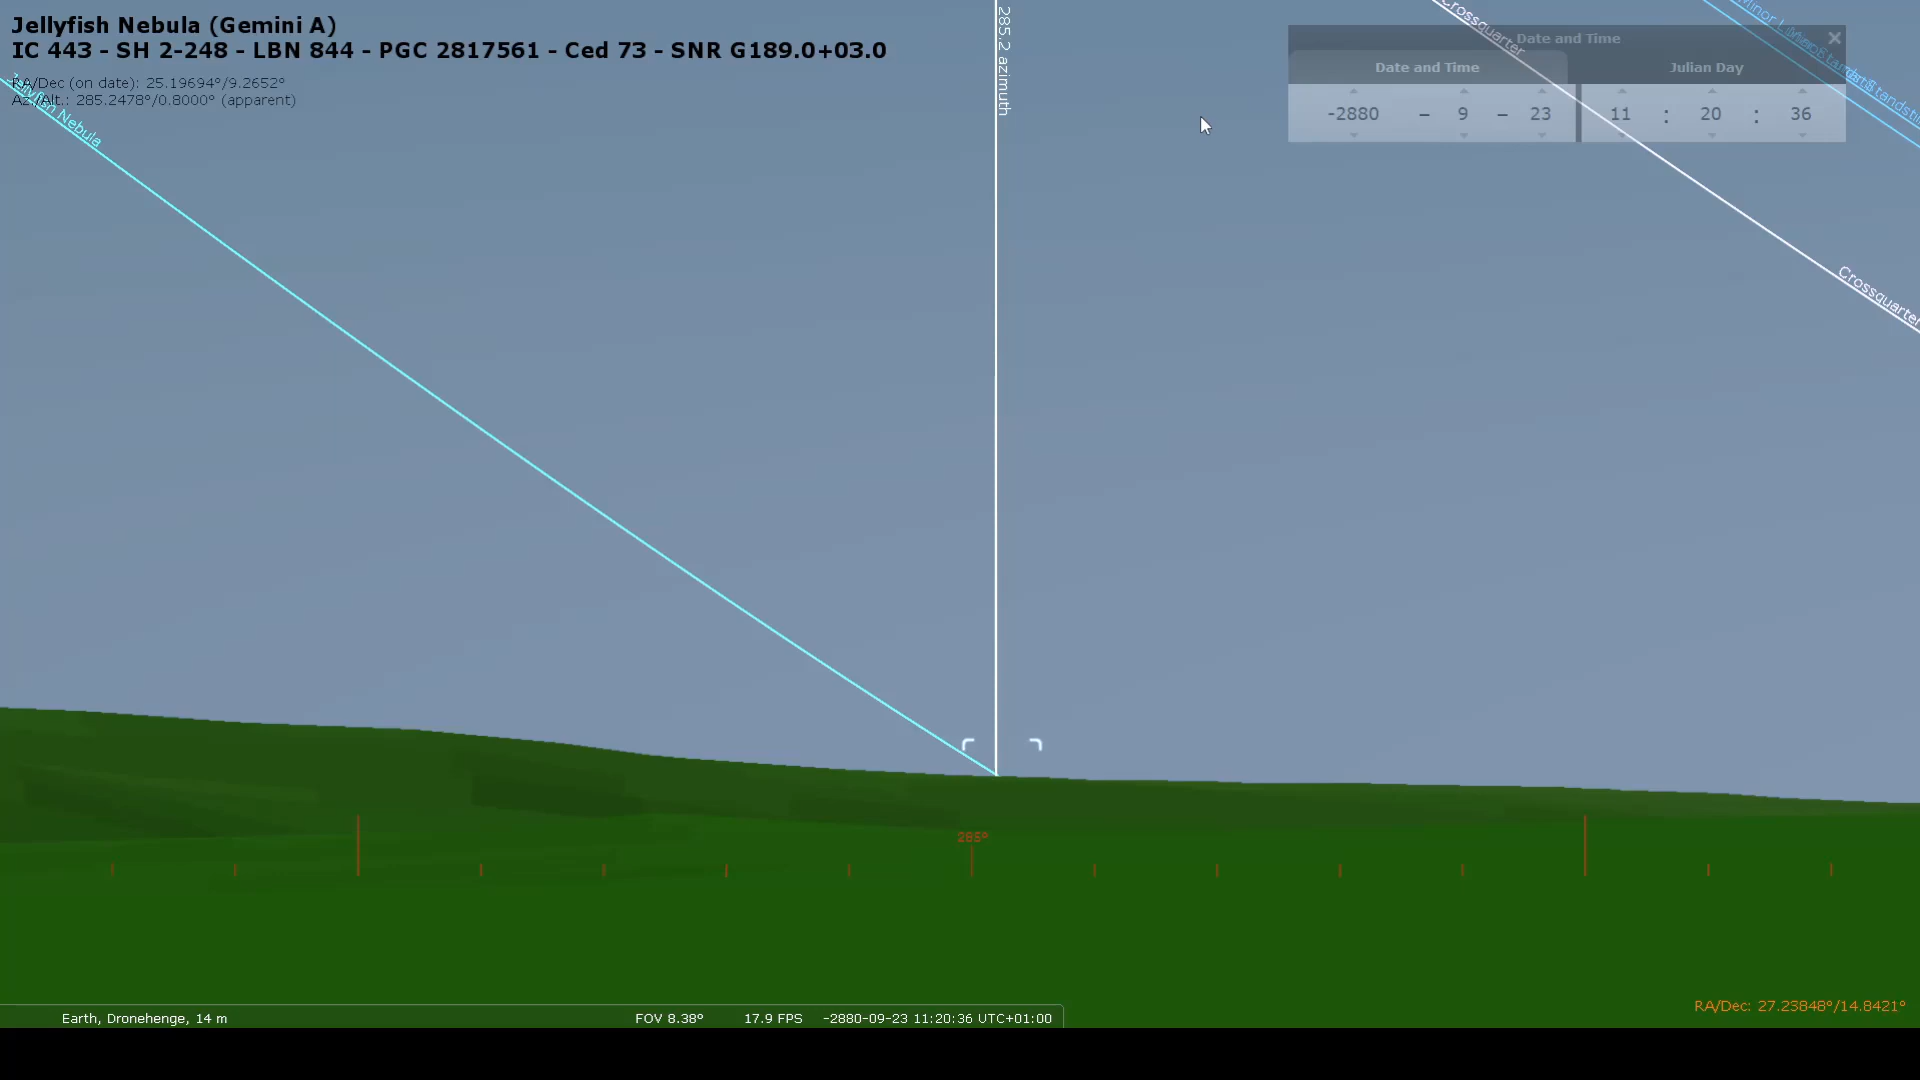 Jellyfish Nebula (Gemini A)
IC 443 - SH 2-248 - LBN 844 - PGC 2817561 - Ced 73 - SNR G189.0+03.0
RA/Dec (on date): 25.19694°/9.2652°
Az./Alt.: 285.2478°/0.8000° (apparent)
Jellyfish Nebula
285.2 azimuth
Crossquarter
Minor
Crossquarter
Date and Time
Date and Time
Julian Day
-2880 – 9 – 23 11 : 20 : 36
285°
RA/Dec: 27.23848°/14.8421°
Earth, Dronehenge, 14 m
FOV 8.38°
17.9 FPS
-2880-09-23 11:20:36 UTC+01:00